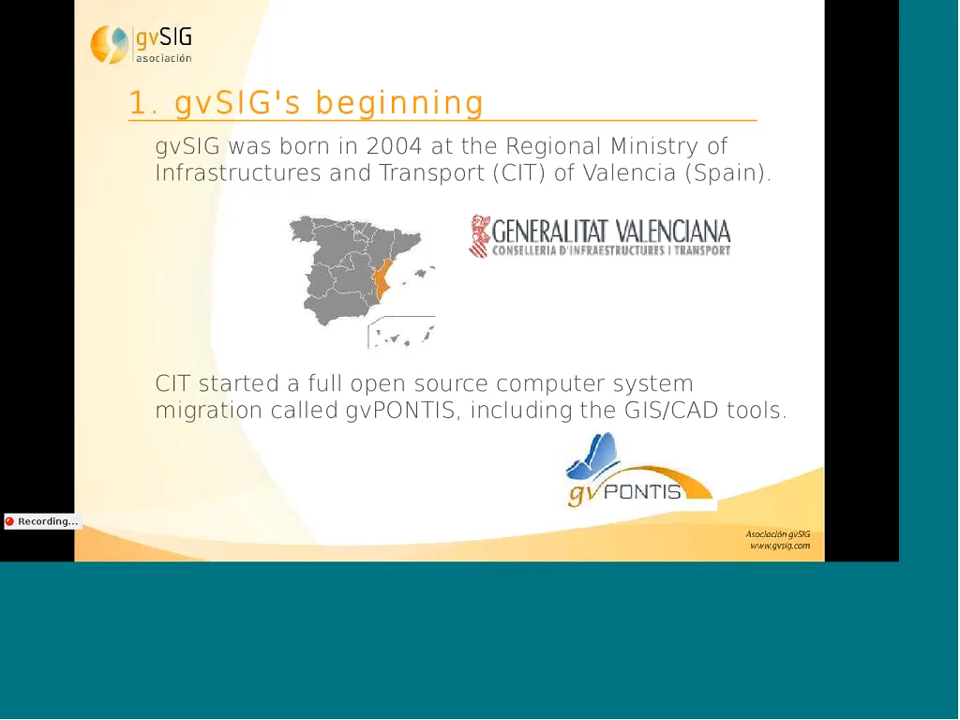 gvSIG
asociación
1. gvSIG's beginning
gvSIG was born in 2004 at the Regional Ministry of
Infrastructures and Transport (CIT) of Valencia (Spain).
GENERALITAT VALENCIANA
CONSELLERIA D'INFRAESTRUCTURES I TRANSPORT
CIT started a full open source computer system
migration called gvPONTIS, including the GIS/CAD tools.
gvPONTIS
Recording...
Asociación gvSIG
www.gvsig.com